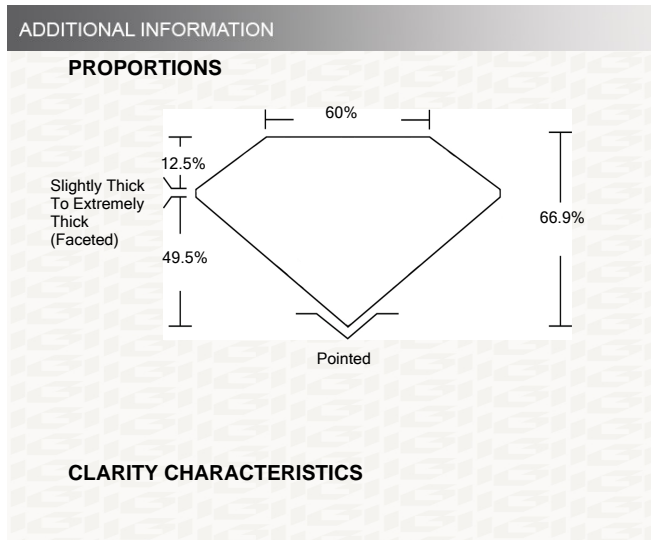 ADDITIONAL INFORMATION
PROPORTIONS
60%
12.5%
Slightly Thick
To Extremely
Thick
(Faceted)
66.9%
49.5%
Pointed
CLARITY CHARACTERISTICS